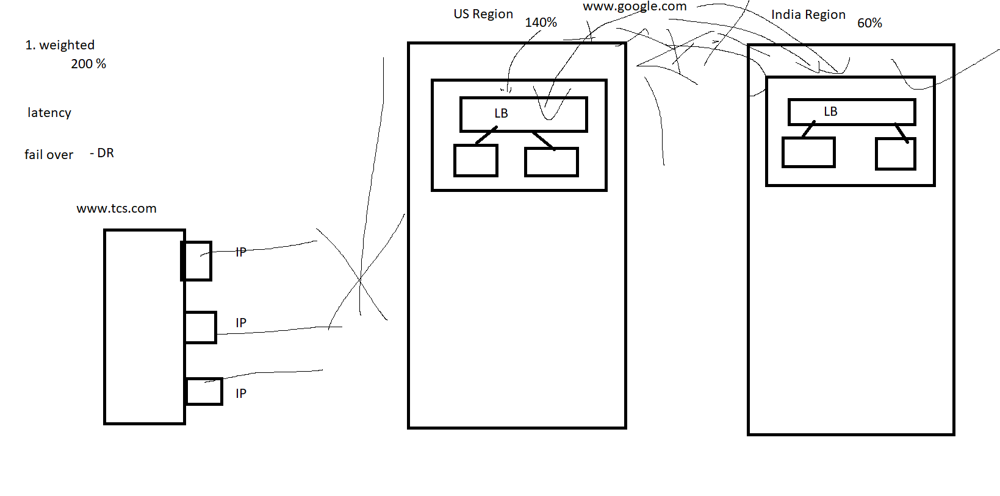 1. weighted
200 %
latency
fail over - DR
www.tcs.com
IP
IP
IP
US Region
140%
www.google.com
India Region
60%
LB
LB